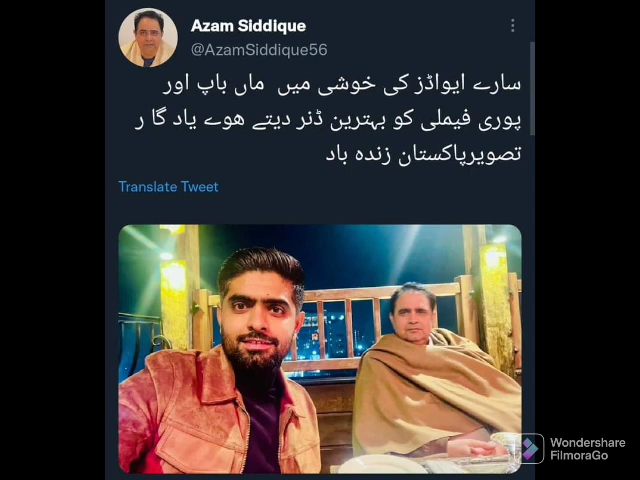 Azam Siddique
@AzamSiddique56
سارے ایواڈز کی خوشی میں ماں باپ اور
پوری فیملی کو بہترین ڈنر دیتے ھوے یاد گا ر
تصویرپاکستان زندہ باد
Translate Tweet
Wondershare
FilmoraGo